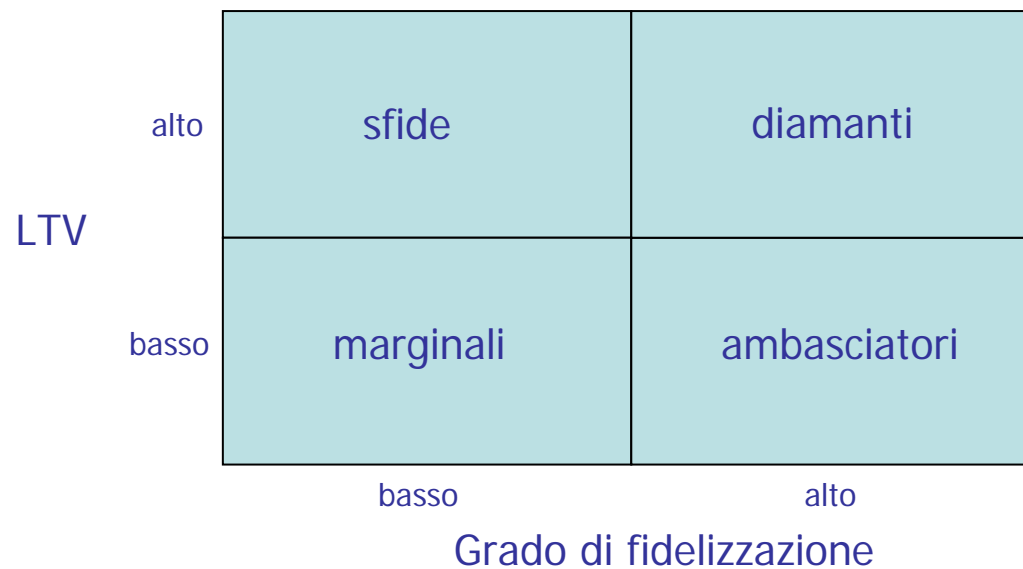 alto
sfide
diamanti
LTV
basso
marginali
ambasciatori
basso
alto
Grado di fidelizzazione